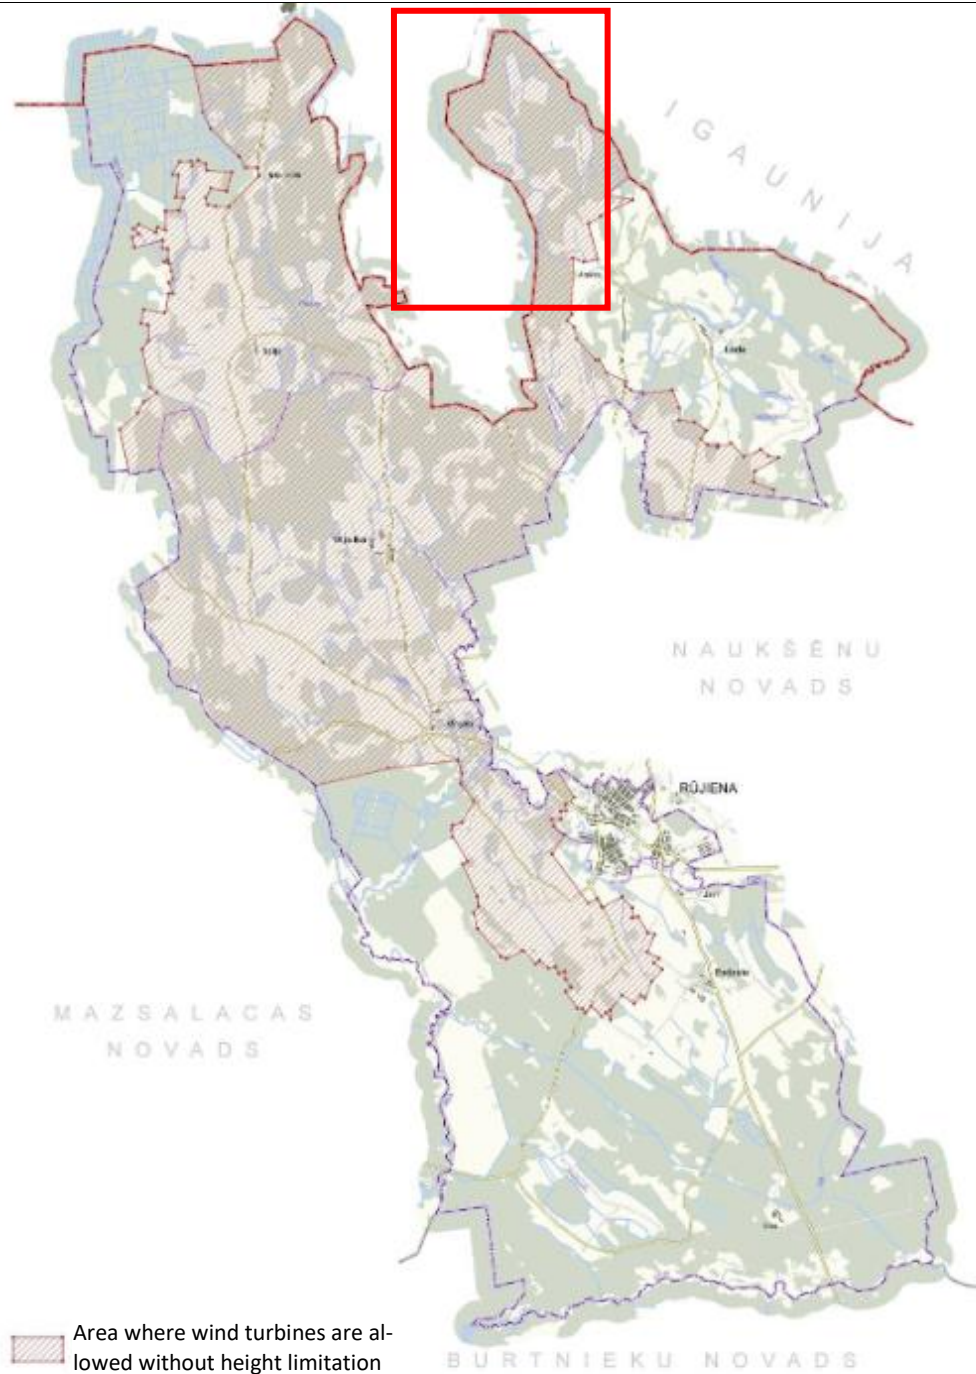 IGAUNIJA
NAUKŠĒNU
NOVADS
RŪJIENA
MAZSALACAS
NOVADS
Area where wind turbines are al-
lowed without height limitation
BURTNIEKU NOVADS